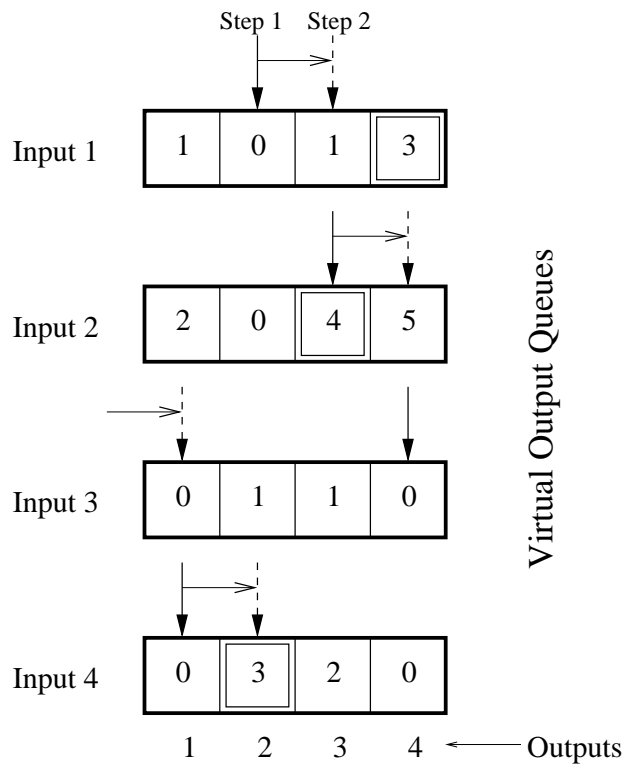 Step 1 Step 2
Input 1 1 0 1 3
Input 2 2 0 4 5
Input 3 0 1 1 0
Input 4 0 3 2 0
1 2 3 4 Outputs
Virtual Output Queues